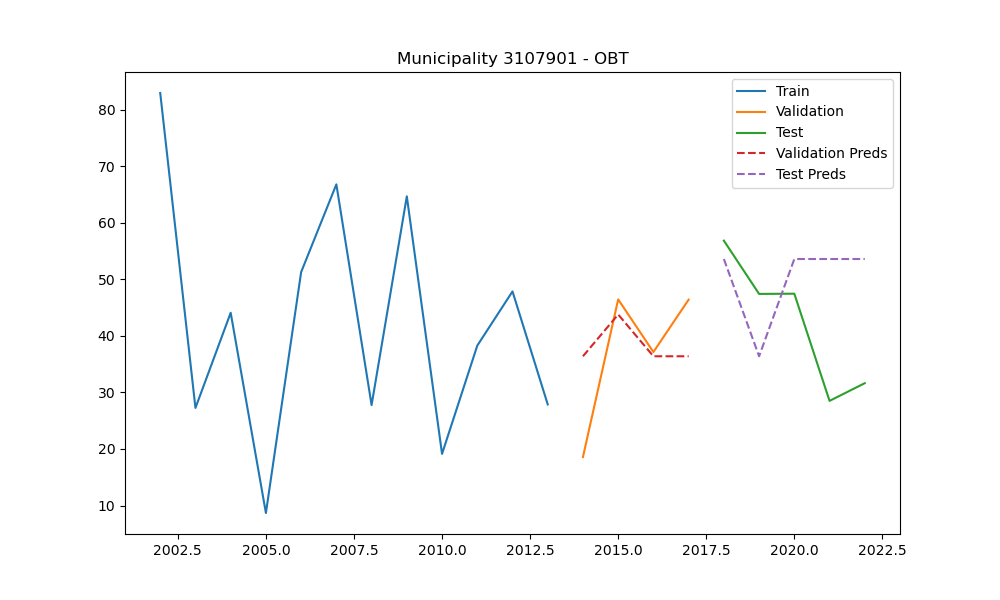 Municipality 3107901 - OBT
Train
Validation
Test
Validation Preds
Test Preds
80
70
60
50
40
30
20
10
2002.5 2005.0 2007.5 2010.0 2012.5 2015.0 2017.5 2020.0 2022.5